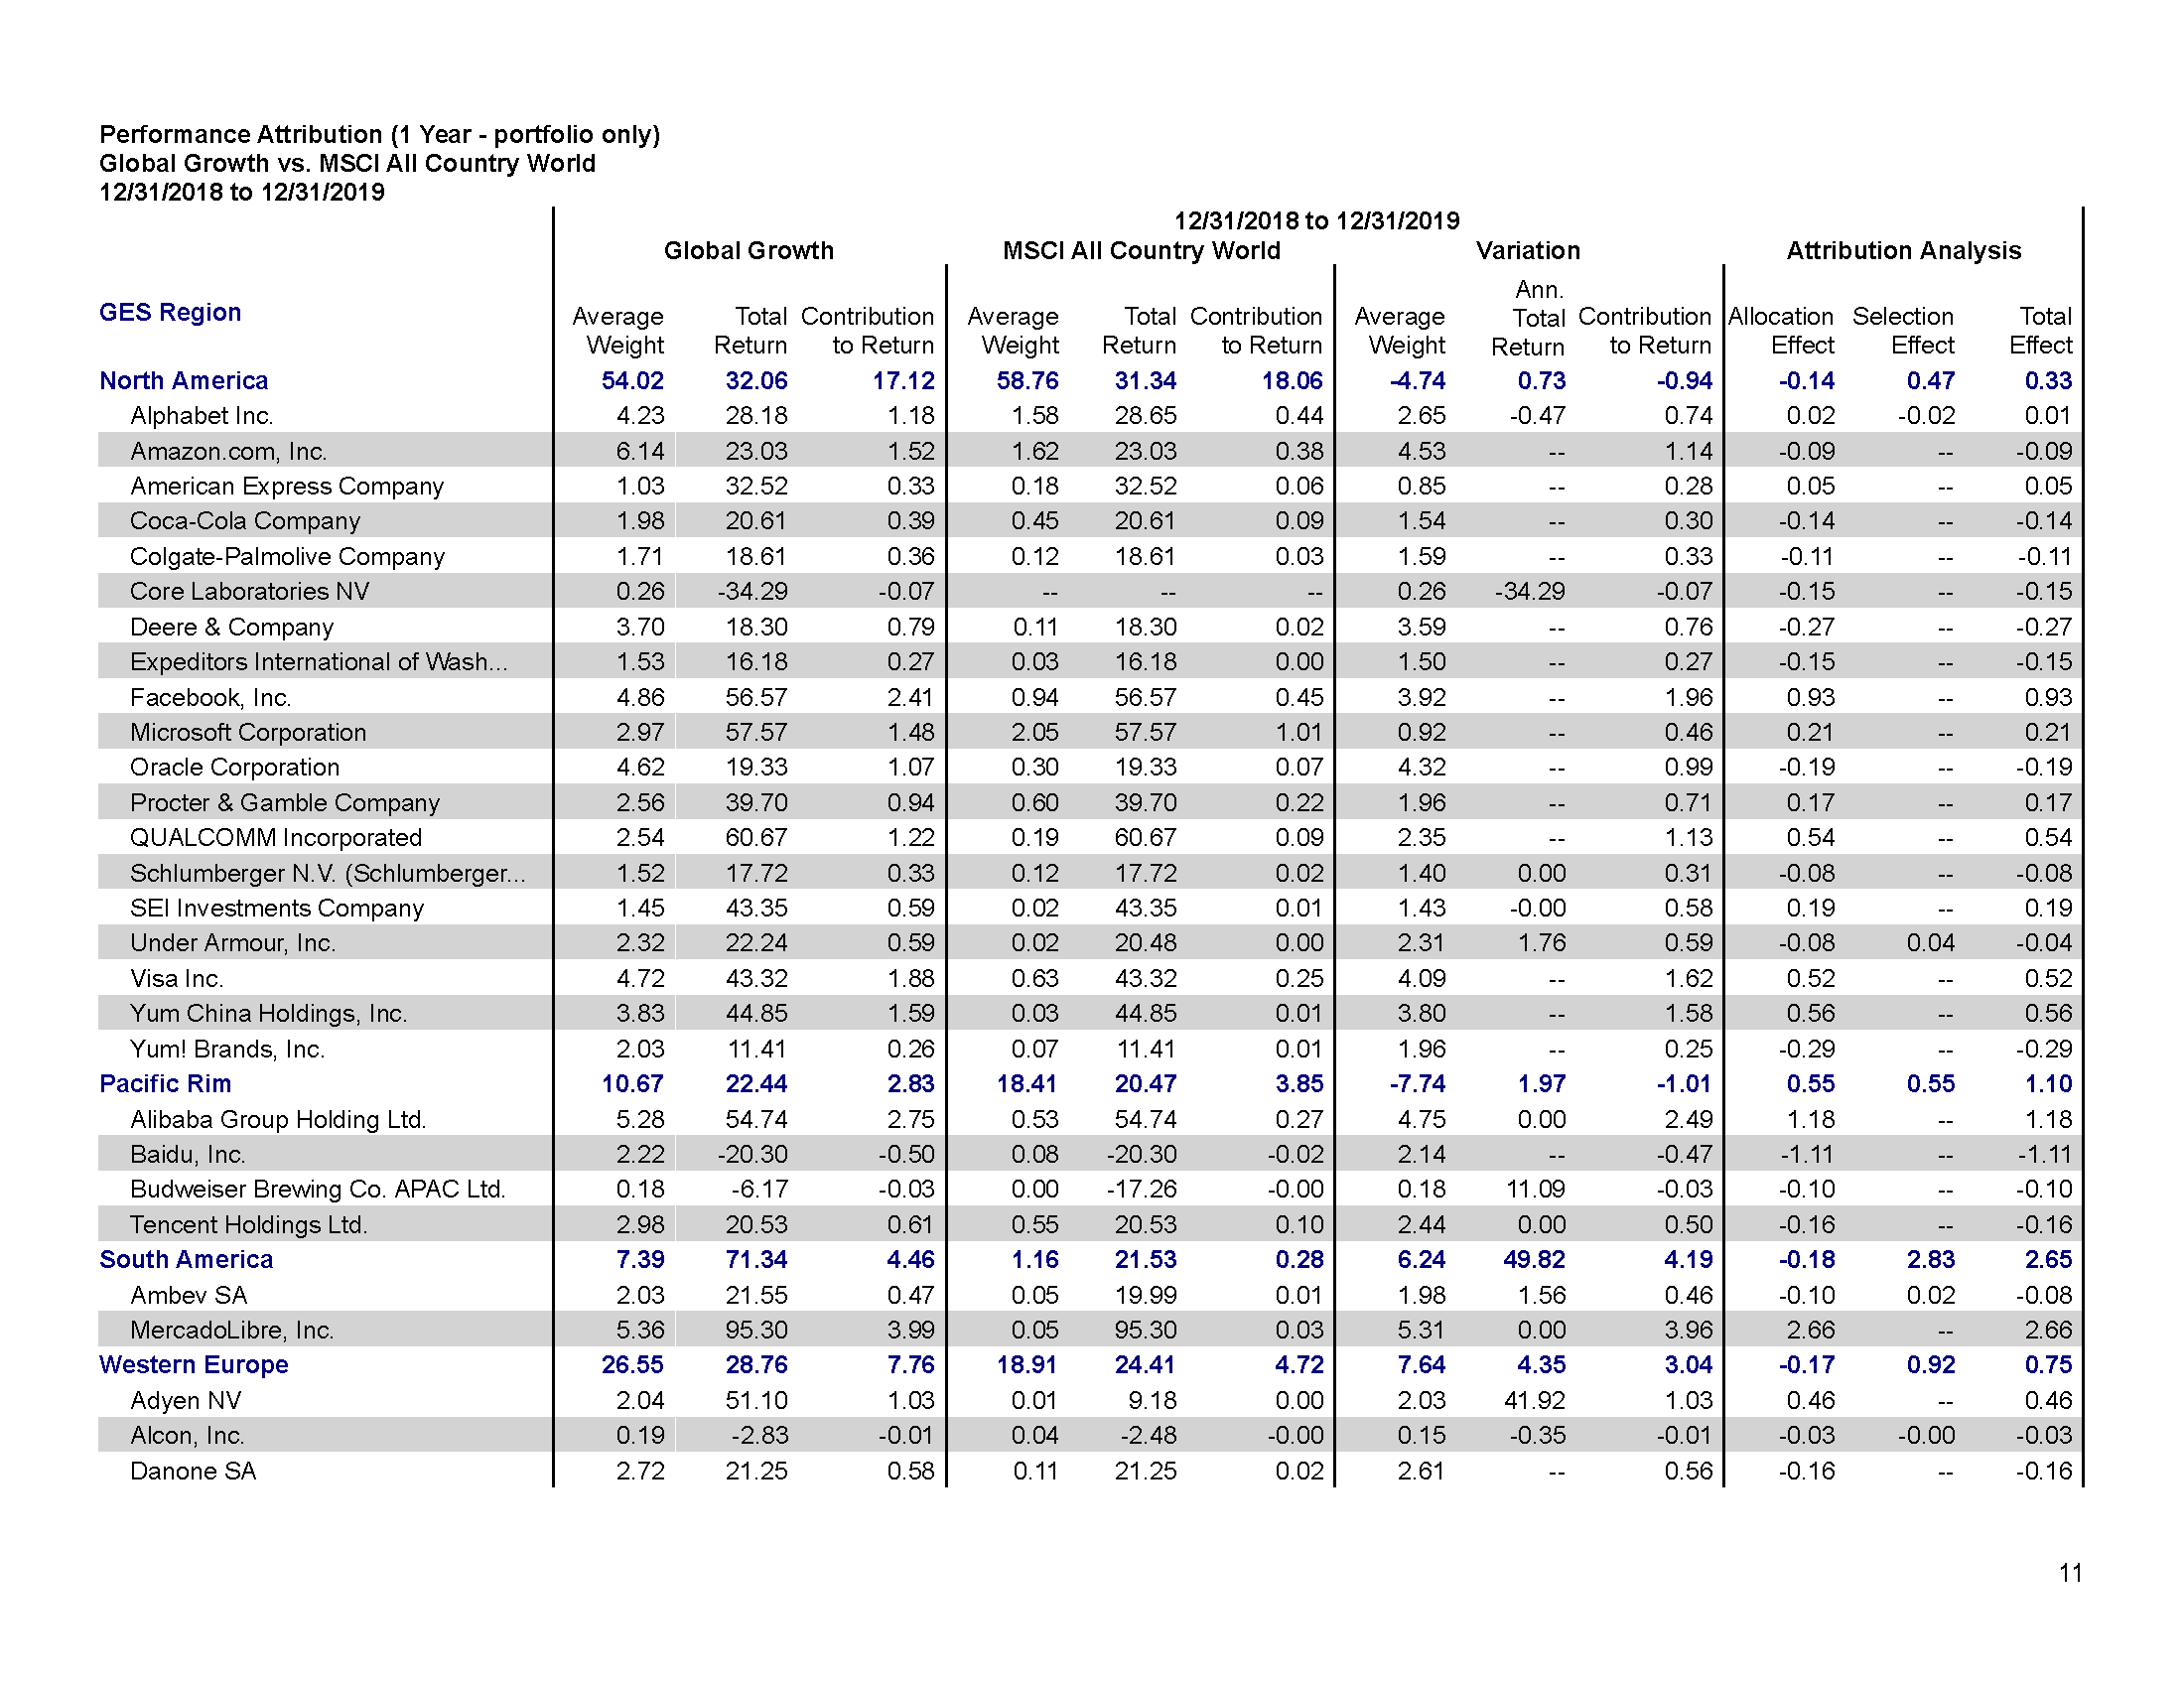 Performance Attribution (1 Year - portfolio only)
Global Growth vs. MSCI All Country World
12/31/2018 to 12/31/2019
12/31/2018 to 12/31/2019
Global Growth MSCI All Country World Variation Attribution Analysis
GES Region Average Weight Total Return Contribution to Return Average Weight Total Return Contribution to Return Average Weight Ann. Total Return Contribution to Return Allocation Effect Selection Effect Total Effect
North America 54.02 32.06 17.12 58.76 31.34 18.06 -4.74 0.73 -0.94 -0.14 0.47 0.33
Alphabet Inc. 4.23 28.18 1.18 1.58 28.65 0.44 2.65 -0.47 0.74 0.02 -0.02 0.01
Amazon.com, Inc. 6.14 23.03 1.52 1.62 23.03 0.38 4.53 -- 1.14 -0.09 -- -0.09
American Express Company 1.03 32.52 0.33 0.18 32.52 0.06 0.85 -- 0.28 0.05 -- 0.05
Coca-Cola Company 1.98 20.61 0.39 0.45 20.61 0.09 1.54 -- 0.30 -0.14 -- -0.14
Colgate-Palmolive Company 1.71 18.61 0.36 0.12 18.61 0.03 1.59 -- 0.33 -0.11 -- -0.11
Core Laboratories NV 0.26 -34.29 -0.07 -- -- -- 0.26 -34.29 -0.07 -0.15 -- -0.15
Deere & Company 3.70 18.30 0.79 0.11 18.30 0.02 3.59 -- 0.76 -0.27 -- -0.27
Expeditors International of Wash... 1.53 16.18 0.27 0.03 16.18 0.00 1.50 -- 0.27 -0.15 -- -0.15
Facebook, Inc. 4.86 56.57 2.41 0.94 56.57 0.45 3.92 -- 1.96 0.93 -- 0.93
Microsoft Corporation 2.97 57.57 1.48 2.05 57.57 1.01 0.92 -- 0.46 0.21 -- 0.21
Oracle Corporation 4.62 19.33 1.07 0.30 19.33 0.07 4.32 -- 0.99 -0.19 -- -0.19
Procter & Gamble Company 2.56 39.70 0.94 0.60 39.70 0.22 1.96 -- 0.71 0.17 -- 0.17
QUALCOMM Incorporated 2.54 60.67 1.22 0.19 60.67 0.09 2.35 -- 1.13 0.54 -- 0.54
Schlumberger N.V. (Schlumberger... 1.52 17.72 0.33 0.12 17.72 0.02 1.40 0.00 0.31 -0.08 -- -0.08
SEI Investments Company 1.45 43.35 0.59 0.02 43.35 0.01 1.43 -0.00 0.58 0.19 -- 0.19
Under Armour, Inc. 2.32 22.24 0.59 0.02 20.48 0.00 2.31 1.76 0.59 -0.08 0.04 -0.04
Visa Inc. 4.72 43.32 1.88 0.63 43.32 0.25 4.09 -- 1.62 0.52 -- 0.52
Yum China Holdings, Inc. 3.83 44.85 1.59 0.03 44.85 0.01 3.80 -- 1.58 0.56 -- 0.56
Yum! Brands, Inc. 2.03 11.41 0.26 0.07 11.41 0.01 1.96 -- 0.25 -0.29 -- -0.29
Pacific Rim 10.67 22.44 2.83 18.41 20.47 3.85 -7.74 1.97 -1.01 0.55 0.55 1.10
Alibaba Group Holding Ltd. 5.28 54.74 2.75 0.53 54.74 0.27 4.75 0.00 2.49 1.18 -- 1.18
Baidu, Inc. 2.22 -20.30 -0.50 0.08 -20.30 -0.02 2.14 -- -0.47 -1.11 -- -1.11
Budweiser Brewing Co. APAC Ltd. 0.18 -6.17 -0.03 0.00 -17.26 -0.00 0.18 11.09 -0.03 -0.10 -- -0.10
Tencent Holdings Ltd. 2.98 20.53 0.61 0.55 20.53 0.10 2.44 0.00 0.50 -0.16 -- -0.16
South America 7.39 71.34 4.46 1.16 21.53 0.28 6.24 49.82 4.19 -0.18 2.83 2.65
Ambev SA 2.03 21.55 0.47 0.05 19.99 0.01 1.98 1.56 0.46 -0.10 0.02 -0.08
MercadoLibre, Inc. 5.36 95.30 3.99 0.05 95.30 0.03 5.31 0.00 3.96 2.66 -- 2.66
Western Europe 26.55 28.76 7.76 18.91 24.41 4.72 7.64 4.35 3.04 -0.17 0.92 0.75
Adyen NV 2.04 51.10 1.03 0.01 9.18 0.00 2.03 41.92 1.03 0.46 -- 0.46
Alcon, Inc. 0.19 -2.83 -0.01 0.04 -2.48 -0.00 0.15 -0.35 -0.01 -0.03 -0.00 -0.03
Danone SA 2.72 21.25 0.58 0.11 21.25 0.02 2.61 -- 0.56 -0.16 -- -0.16
11